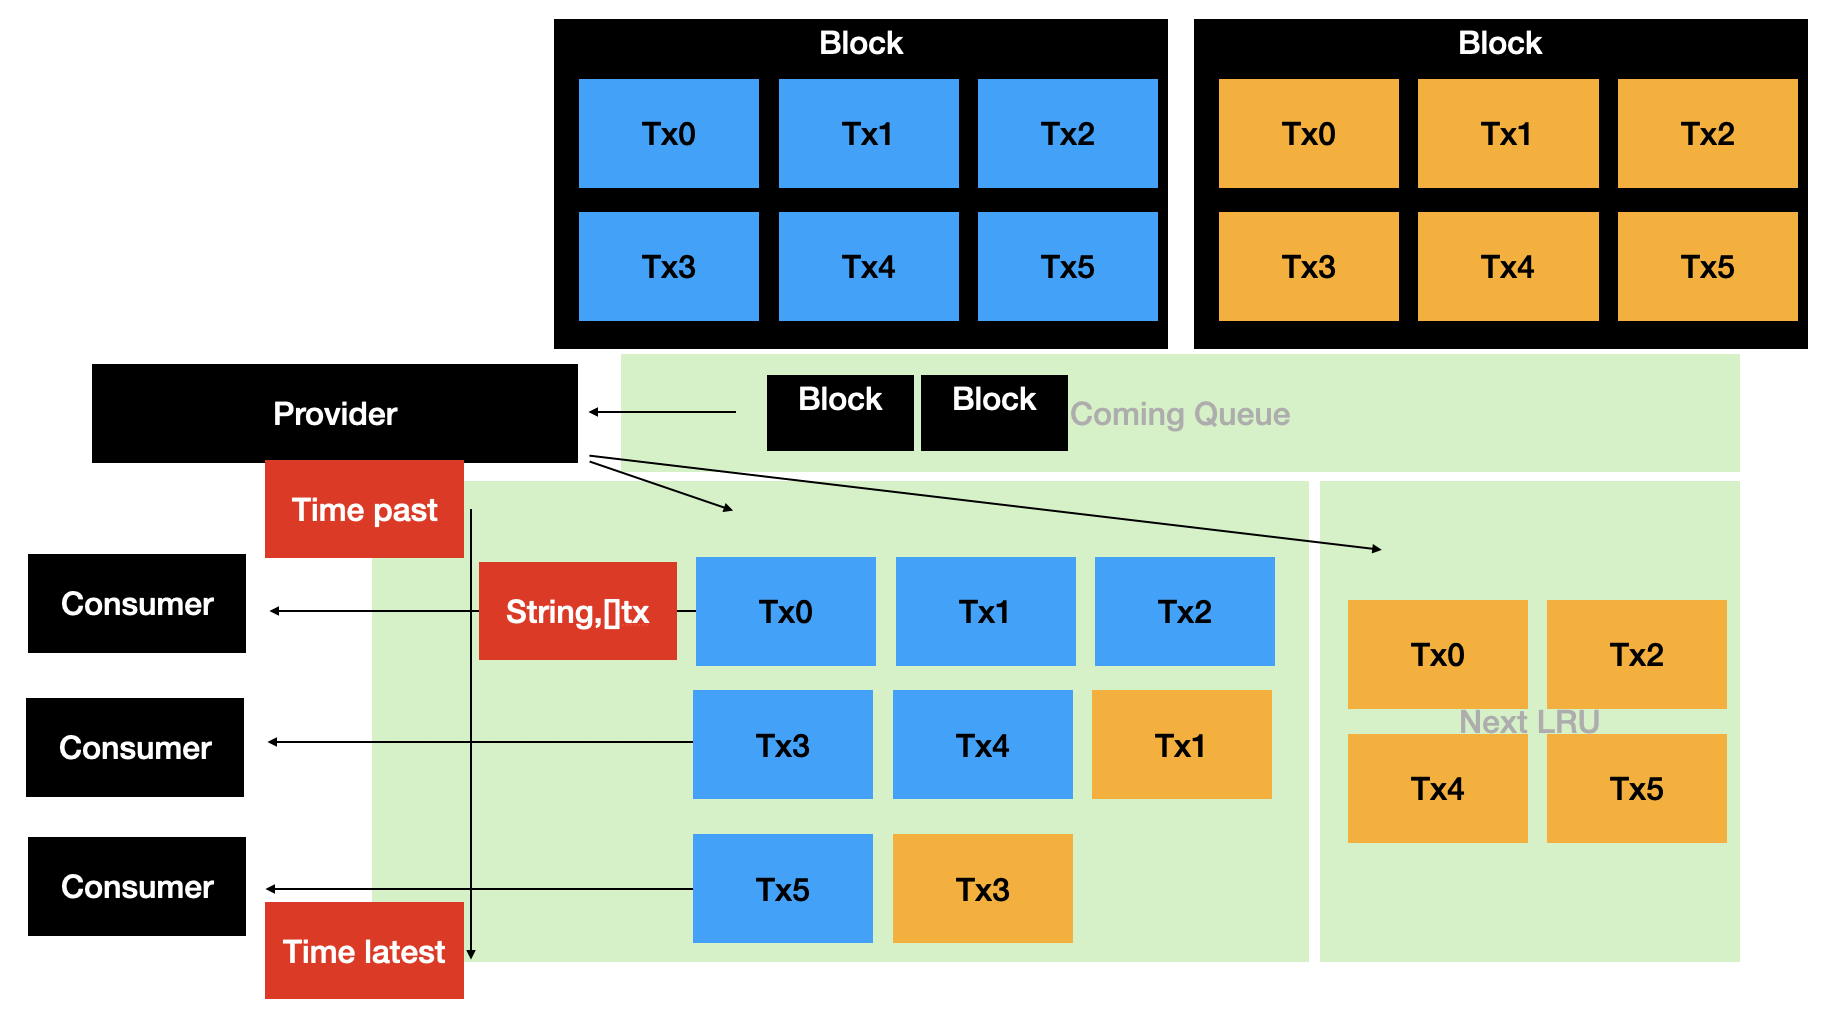 Block
Block
Tx0
Tx1
Tx2
Tx0
Tx1
Tx2
Tx3
Tx4
Tx5
Tx3
Tx4
Tx5
Provider
Block
Block
Coming Queue
Time past
Consumer
String,[]tx
Tx0
Tx1
Tx2
Tx0
Tx2
Next LRU
Consumer
Tx3
Tx4
Tx1
Tx4
Tx5
Consumer
Tx5
Tx3
Time latest